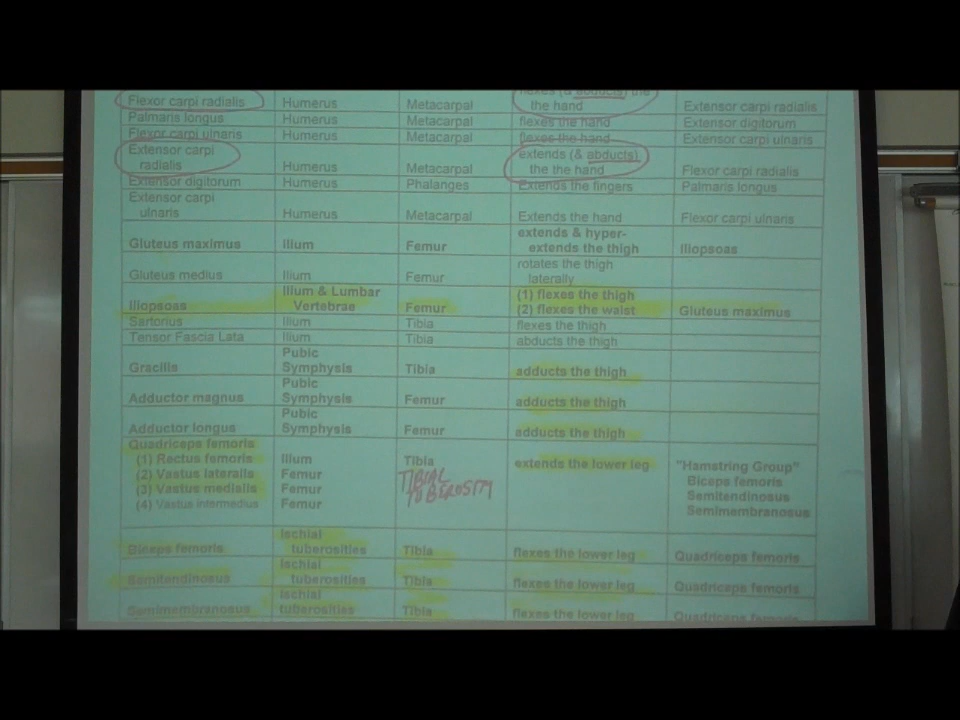 flexes (& abducts) the
Flexor carpi radialis Humerus Metacarpal the hand Extensor carpi radialis
Palmaris longus Humerus Metacarpal flexes the hand Extensor digitorum
Flexor carpi ulnaris Humerus Metacarpal flexes the hand Extensor carpi ulnaris
Extensor carpi extends (& abducts)
radialis Humerus Metacarpal the the hand Flexor carpi radialis
Extensor digitorum Humerus Phalanges Extends the fingers Palmaris longus
Extensor carpi
ulnaris Humerus Metacarpal Extends the hand Flexor carpi ulnaris
extends & hyper-
Gluteus maximus Ilium Femur extends the thigh Iliopsoas
rotates the thigh
Gluteus medius Ilium Femur laterally
Ilium & Lumbar (1) flexes the thigh
Iliopsoas Vertebrae Femur (2) flexes the waist Gluteus maximus
Sartorius Ilium Tibia flexes the thigh
Tensor Fascia Lata Ilium Tibia abducts the thigh
Pubic
Gracilis Symphysis Tibia adducts the thigh
Pubic
Adductor magnus Symphysis Femur adducts the thigh
Pubic
Adductor longus Symphysis Femur adducts the thigh
Quadriceps femoris
(1) Rectus femoris Ilium Tibia extends the lower leg "Hamstring Group"
(2) Vastus lateralis Femur TIBIAL Biceps femoris
(3) Vastus medialis Femur TUBEROSITY Semitendinosus
(4) Vastus intermedius Femur Semimembranosus
Ischial
Biceps femoris tuberosities Tibia flexes the lower leg Quadriceps femoris
Ischial
Semitendinosus tuberosities Tibia flexes the lower leg Quadriceps femoris
Ischial
Semimembranosus tuberosities Tibia flexes the lower leg Quadriceps femoris